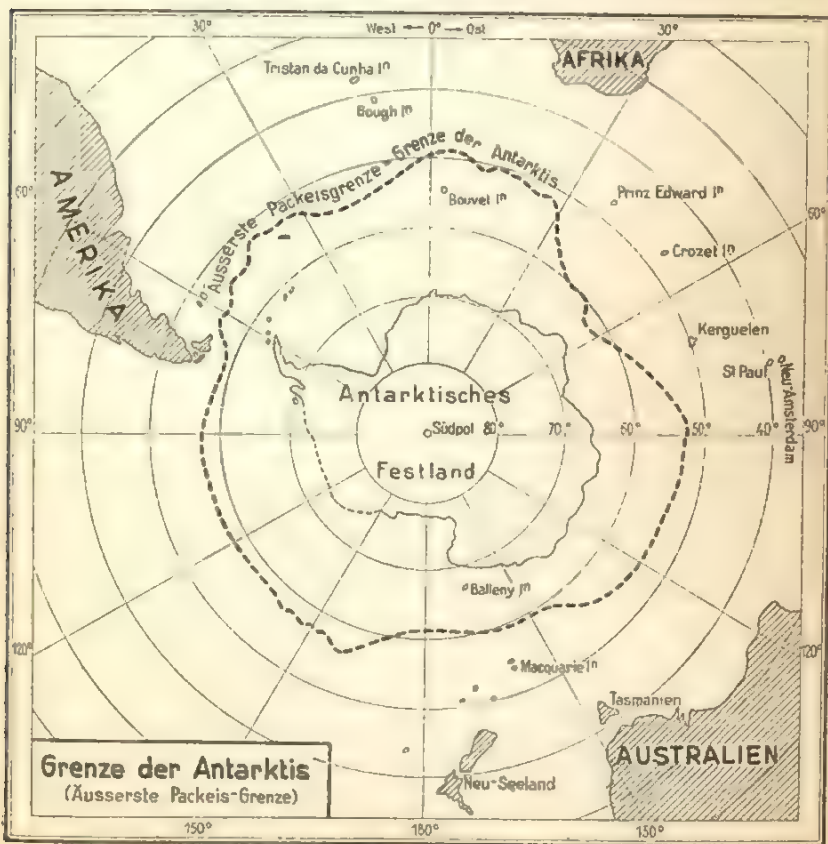 30°
West ← 0° → Ost
30°
Tristan da Cunha Iⁿ
AFRIKA
Bough Iⁿ
Äusserste Packeisgrenze - Grenze der Antarktis
60°
Bouvet Iⁿ
Prinz Edward Iⁿ
60°
AMERIKA
Crozet Iⁿ
Kerguelen
St Paul
Neu-Amsterdam
Antarktisches
90°
Südpol 80° 70° 60° 50° 40° 90°
Festland
Balleny Iⁿ
120°
Macquarie Iⁿ
120°
Tasmanien
AUSTRALIEN
Neu-Seeland
Grenze der Antarktis
(Äusserste Packeis-Grenze)
150°
180°
150°